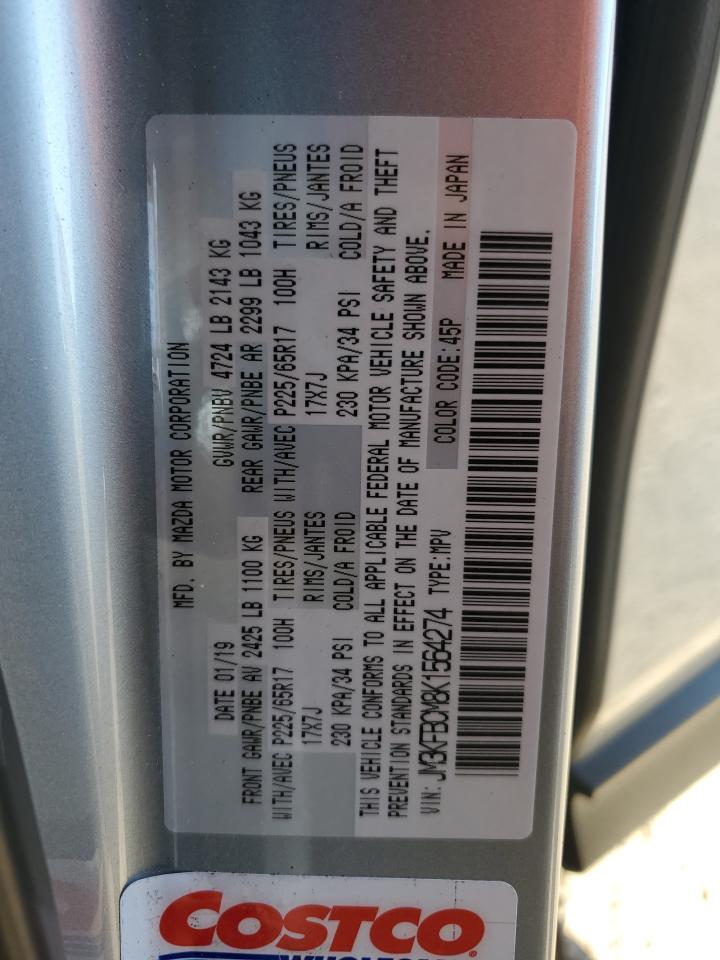 MFD. BY MAZDA MOTOR CORPORATION
DATE 01/19 GVWR/PNBV 4724 LB 2143 KG
FRONT GAWR/PNBE AV 2425 LB 1100 KG REAR GAWR/PNBE AR 2299 LB 1043 KG
WITH/AVEC P225/65R17 100H TIRES/PNEUS WITH/AVEC P225/65R17 100H TIRES/PNEUS
17X7J RIMS/JANTES 17X7J RIMS/JANTES
230 KPA/34 PSI COLD/A FROID 230 KPA/34 PSI COLD/A FROID
THIS VEHICLE CONFORMS TO ALL APPLICABLE FEDERAL MOTOR VEHICLE SAFETY AND THEFT
PREVENTION STANDARDS IN EFFECT ON THE DATE OF MANUFACTURE SHOWN ABOVE.
VIN: JM3KFBCM8K1564274 TYPE:MPV COLOR CODE:45P MADE IN JAPAN
COSTCO
WHOLESALE